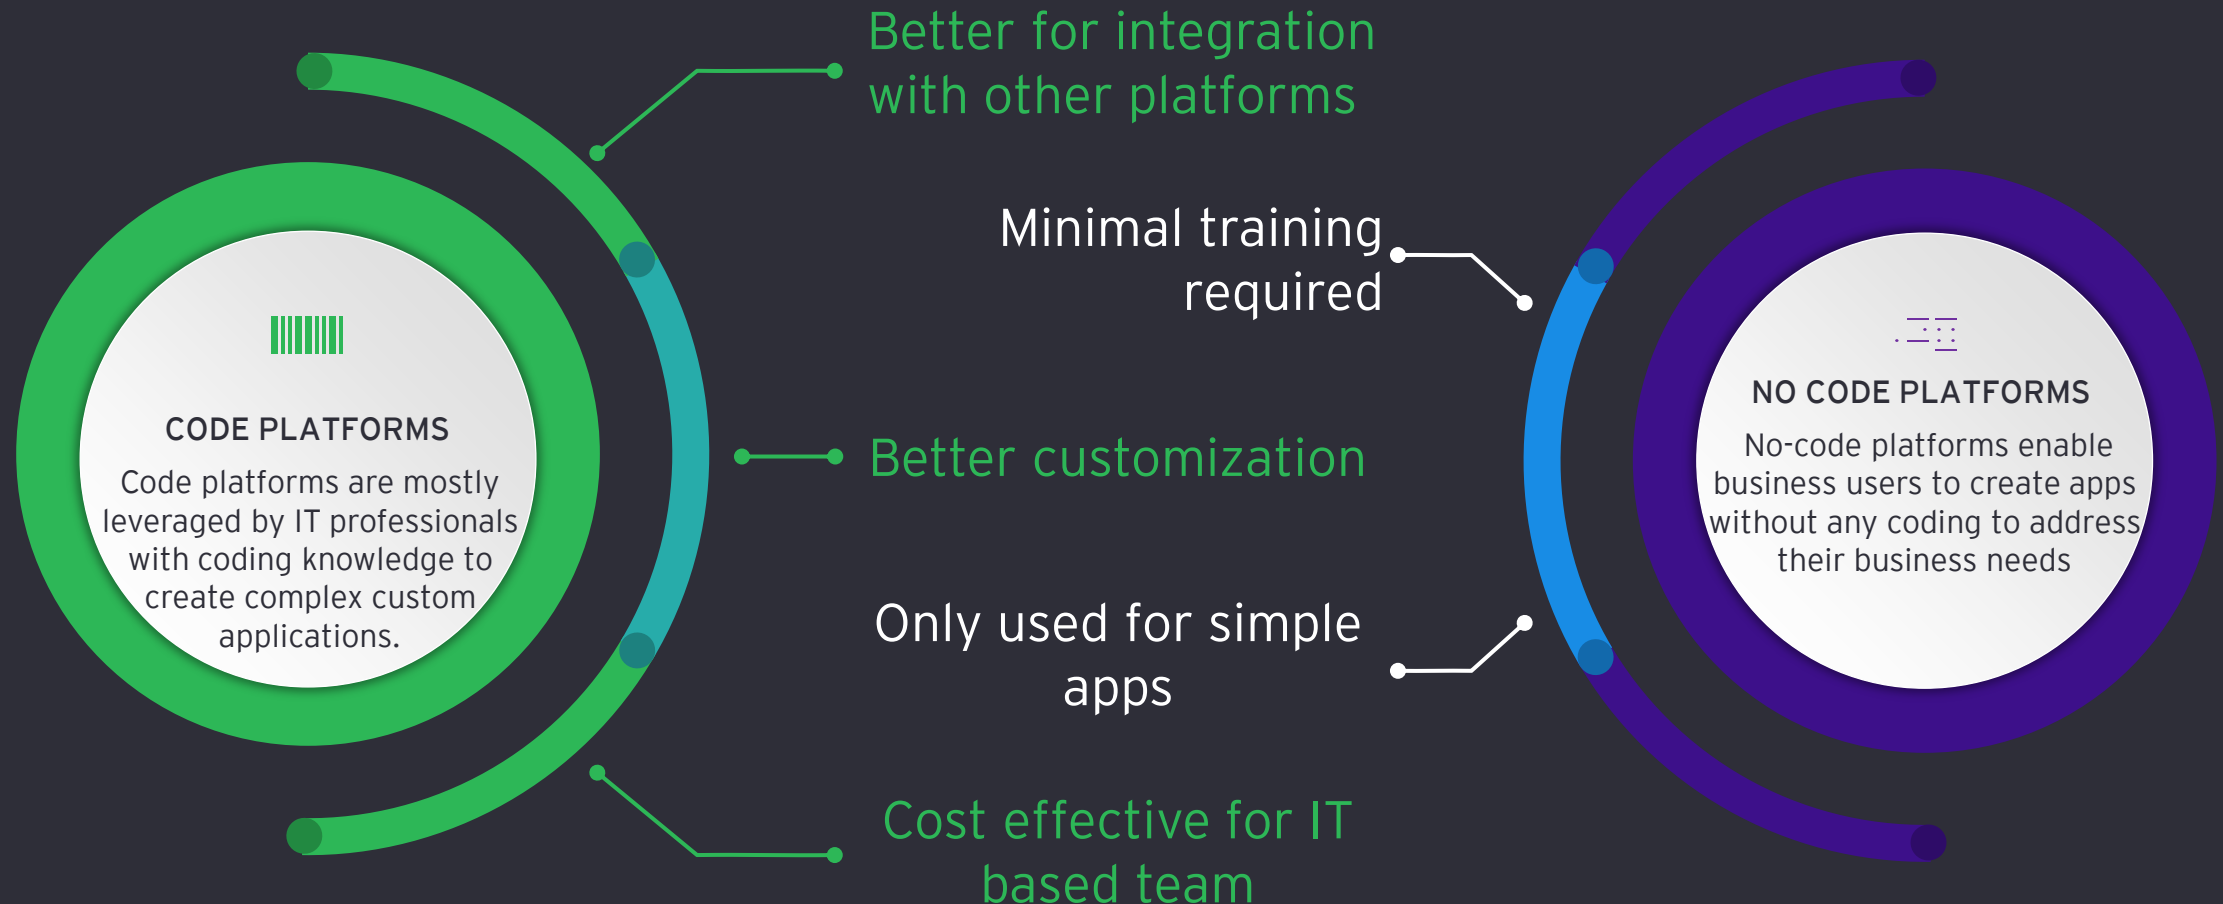 Better for integration
with other platforms
Minimal training
required
Better customization
Only used for simple
apps
Cost effective for IT
based team
CODE PLATFORMS
Code platforms are mostly
leveraged by IT professionals
with coding knowledge to
create complex custom
applications.
NO CODE PLATFORMS
No-code platforms enable
business users to create apps
without any coding to address
their business needs